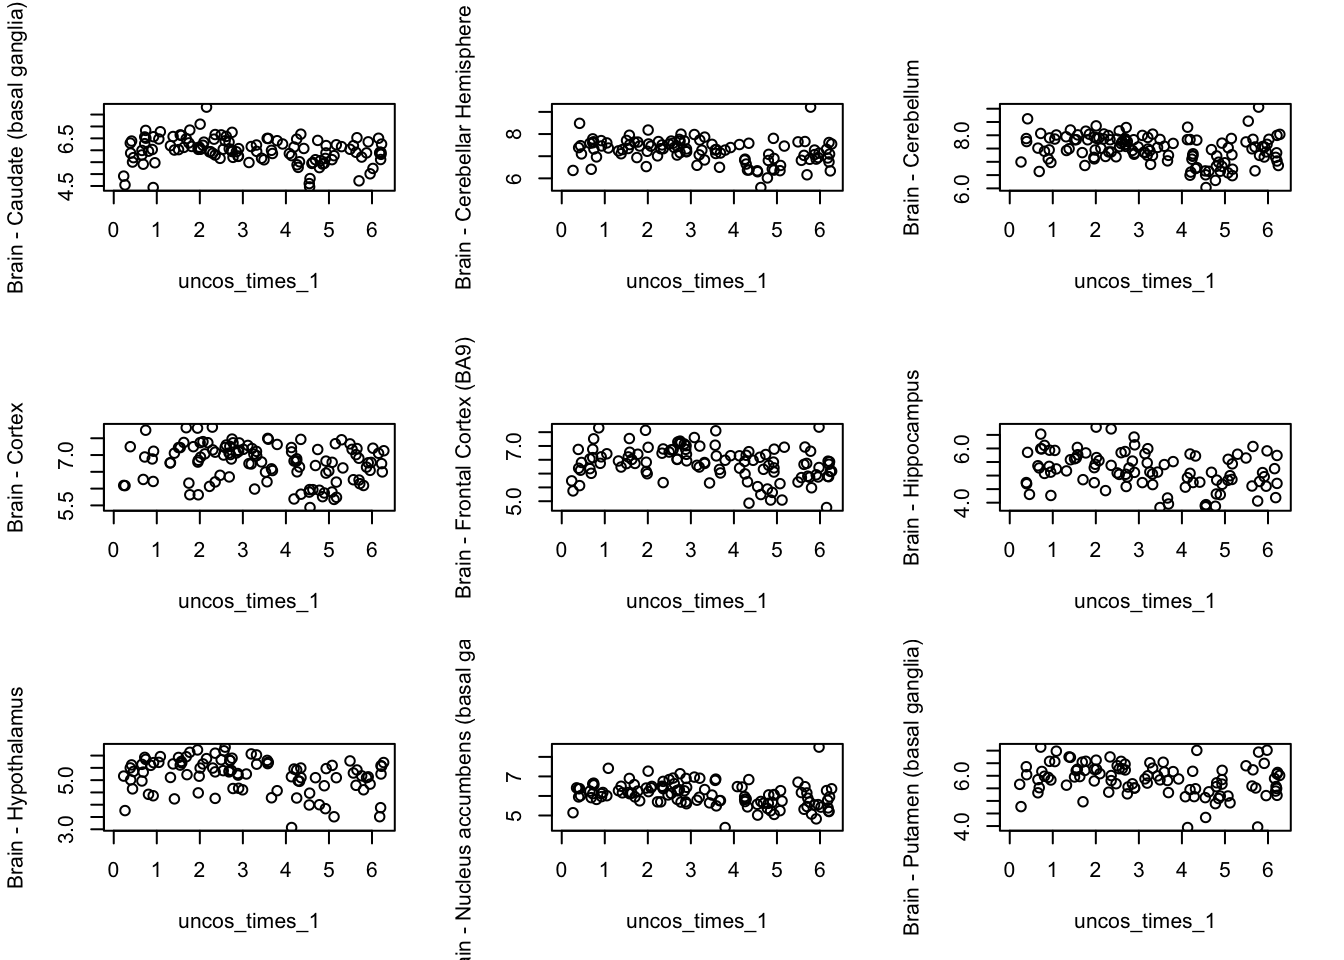 Brain - Caudate (basal ganglia)
4.5 6.5
0 1 2 3 4 5 6
uncos_times_1
Brain - Cerebellar Hemisphere
6 8
0 1 2 3 4 5 6
uncos_times_1
Brain - Cerebellum
6.0 8.0
0 1 2 3 4 5 6
uncos_times_1
Brain - Cortex
5.5 7.0
0 1 2 3 4 5 6
uncos_times_1
Brain - Frontal Cortex (BA9)
5.0 7.0
0 1 2 3 4 5 6
uncos_times_1
Brain - Hippocampus
4.0 6.0
0 1 2 3 4 5 6
uncos_times_1
Brain - Hypothalamus
3.0 5.0
0 1 2 3 4 5 6
uncos_times_1
ain - Nucleus accumbens (basal ga
5 7
0 1 2 3 4 5 6
uncos_times_1
Brain - Putamen (basal ganglia)
4.0 6.0
0 1 2 3 4 5 6
uncos_times_1